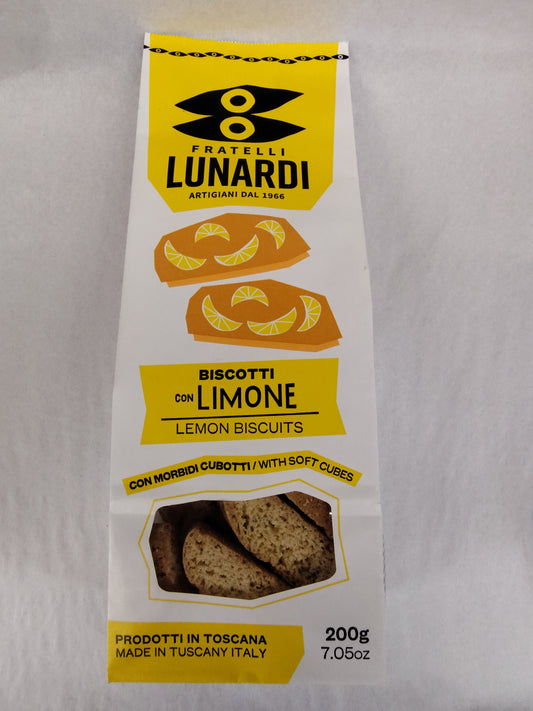 FRATELLI
LUNARDI
ARTIGIANI DAL 1966
BISCOTTI
CON LIMONE
LEMON BISCUITS
CON MORBIDI CUBOTTI / WITH SOFT CUBES
PRODOTTI IN TOSCANA
MADE IN TUSCANY ITALY
200g
7.05oz